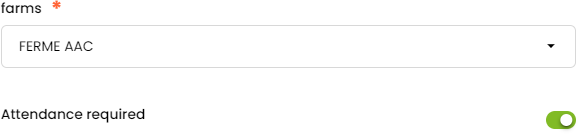 farms *
FERME AAC
Attendance required